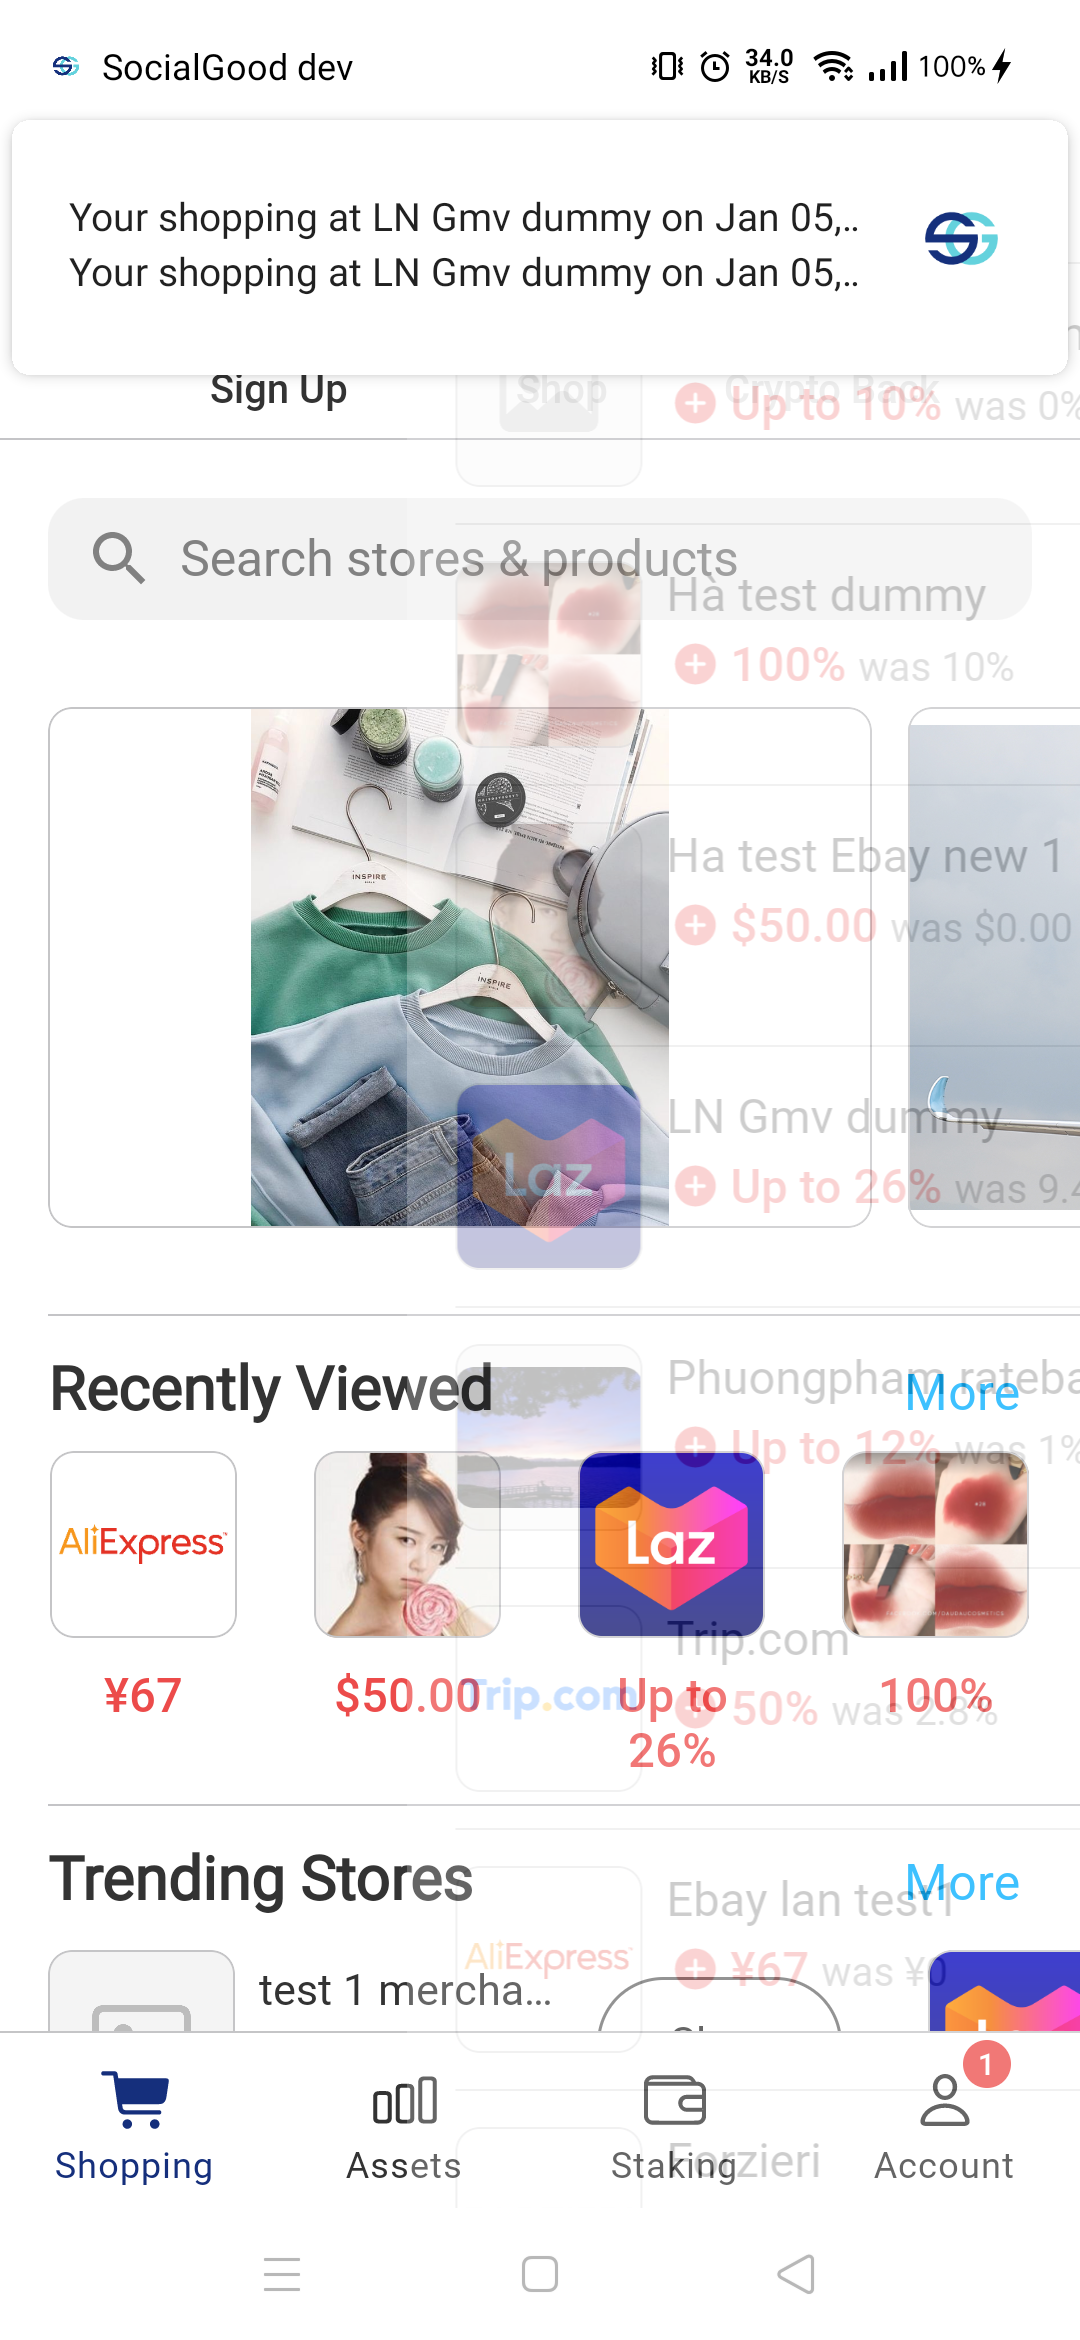 SocialGood dev
34.0
KB/S
100%
Your shopping at LN Gmv dummy on Jan 05,..
Your shopping at LN Gmv dummy on Jan 05,..
Sign Up
Shop
Crypto Back
Up to 10% was 0%
Search stores & products
Hà test dummy
100% was 10%
INSPIRE
INSPIRE
Ha test Ebay new 1
$50.00 was $0.00
LN Gmv dummy
Laz
Up to 26% was 9.4
Recently Viewed
More
Phuongpham rateba
Up to 12% was 1%
AliExpress
Laz
Trip.com
¥67
$50.00
Up to
26%
100%
Trip.com
50% was 2.8%
Trending Stores
More
Ebay lan test1
AliExpress
¥67 was ¥0
test 1 mercha...
1
Shopping
Assets
Staking
Account
Forzieri